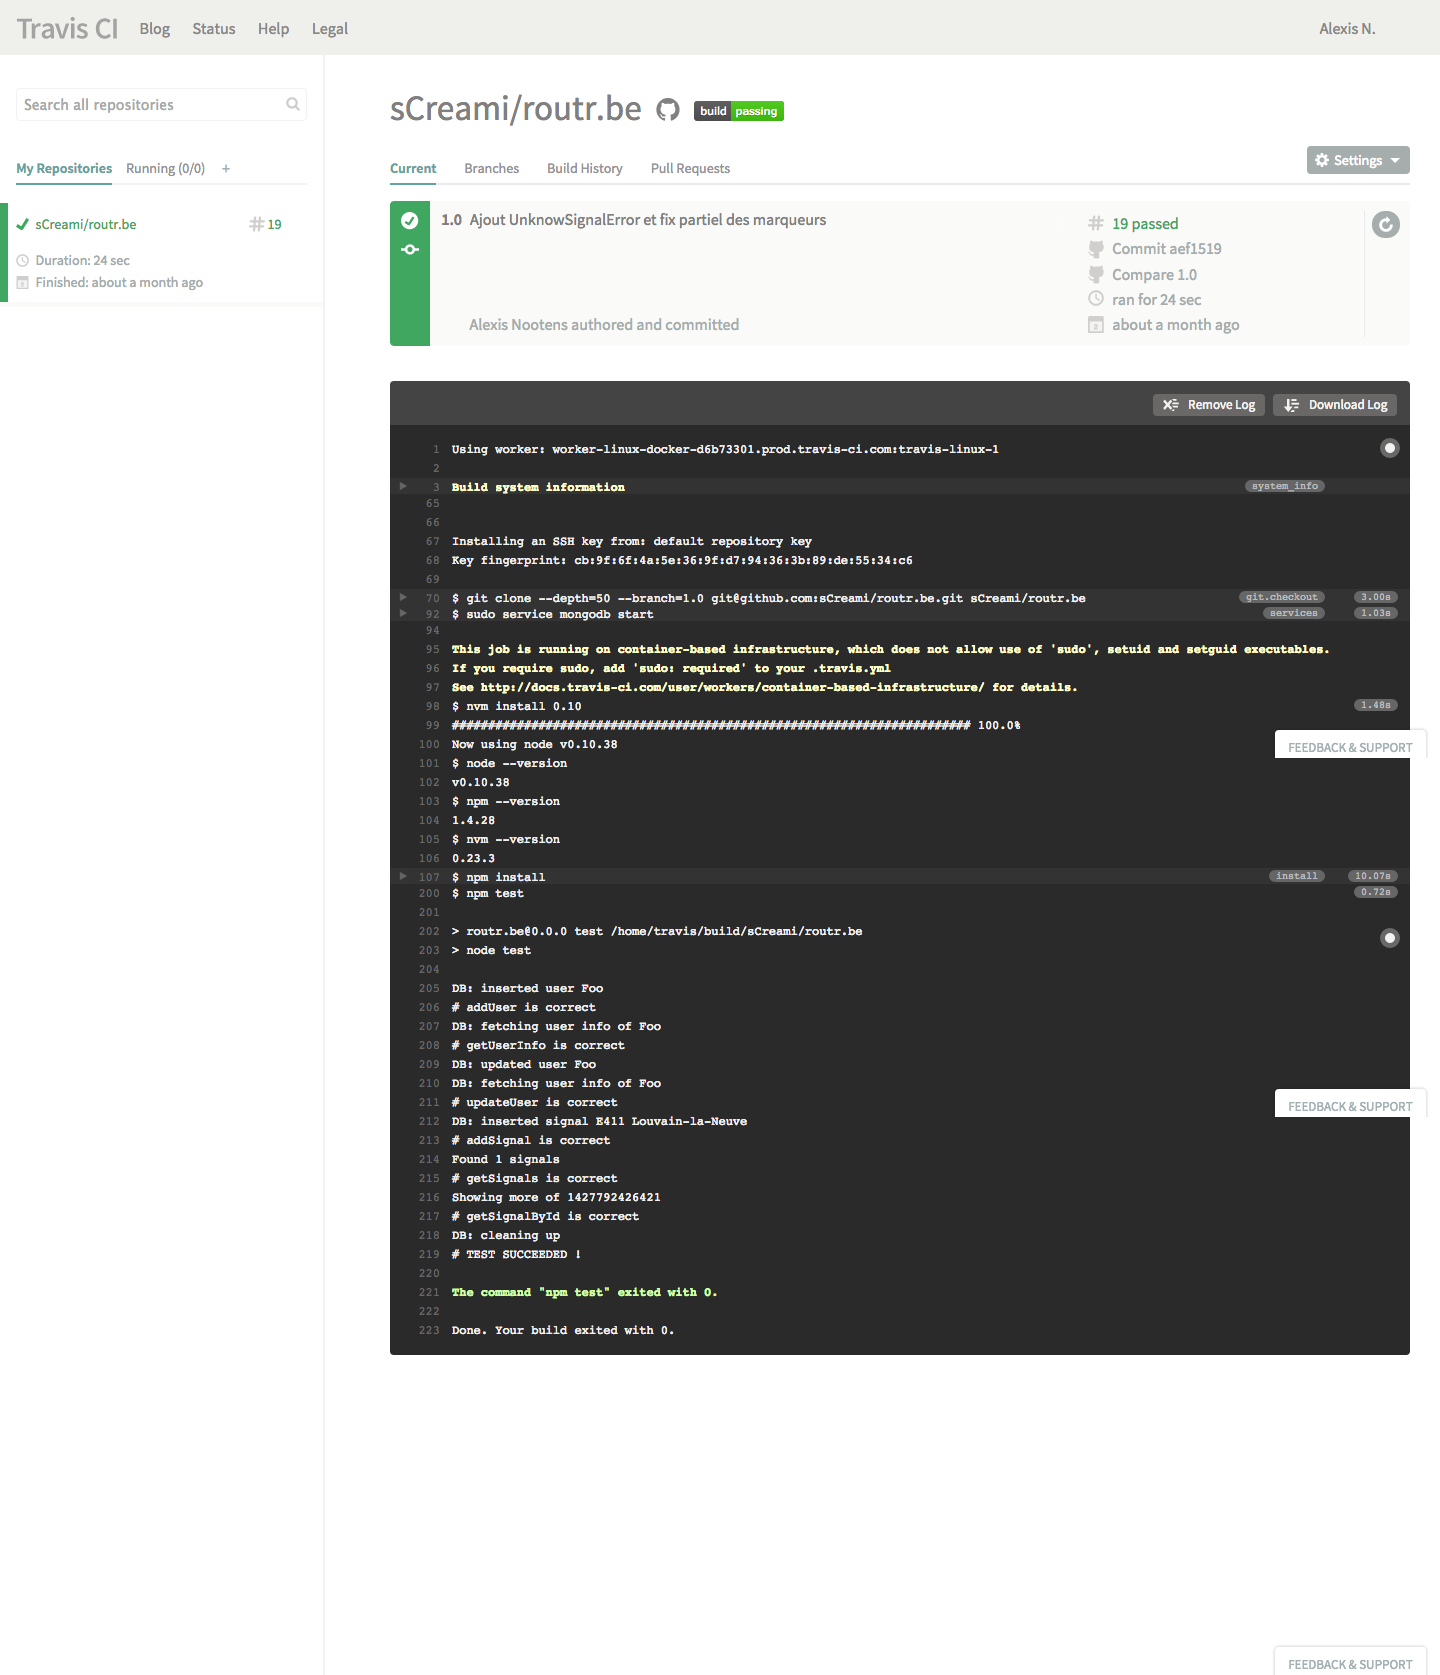 Travis CI Blog Status Help Legal Alexis N.
Search all repositories
My Repositories Running (0/0) +
sCreami/routr.be # 19
Duration: 24 sec
Finished: about a month ago
sCreami/routr.be build passing
Current Branches Build History Pull Requests Settings
1.0 Ajout UnknowSignalError et fix partiel des marqueurs
19 passed
Commit aef1519
Compare 1.0
ran for 24 sec
Alexis Nootens authored and committed
about a month ago
Remove Log Download Log
1 Using worker: worker-linux-docker-d6b73301.prod.travis-ci.com:travis-linux-1
2
3 Build system information system_info
65
66
67 Installing an SSH key from: default repository key
68 Key fingerprint: cb:9f:6f:4a:5e:36:9f:d7:94:36:3b:89:de:55:34:c6
69
70 $ git clone --depth=50 --branch=1.0 git@github.com:sCreami/routr.be.git sCreami/routr.be git.checkout 3.00s
92 $ sudo service mongodb start services 1.03s
94
95 This job is running on container-based infrastructure, which does not allow use of 'sudo', setuid and setguid executables.
96 If you require sudo, add 'sudo: required' to your .travis.yml
97 See http://docs.travis-ci.com/user/workers/container-based-infrastructure/ for details.
98 $ nvm install 0.10 1.48s
99 ######################################################################## 100.0%
100 Now using node v0.10.38
101 $ node --version
102 v0.10.38
103 $ npm --version
104 1.4.28
105 $ nvm --version
106 0.23.3
107 $ npm install install 10.07s
200 $ npm test 0.72s
201
202 > routr.be@0.0.0 test /home/travis/build/sCreami/routr.be
203 > node test
204
205 DB: inserted user Foo
206 # addUser is correct
207 DB: fetching user info of Foo
208 # getUserInfo is correct
209 DB: updated user Foo
210 DB: fetching user info of Foo
211 # updateUser is correct
212 DB: inserted signal E411 Louvain-la-Neuve
213 # addSignal is correct
214 Found 1 signals
215 # getSignals is correct
216 Showing more of 1427792426421
217 # getSignalById is correct
218 DB: cleaning up
219 # TEST SUCCEEDED !
220
221 The command "npm test" exited with 0.
222
223 Done. Your build exited with 0.
FEEDBACK & SUPPORT
FEEDBACK & SUPPORT
FEEDBACK & SUPPORT